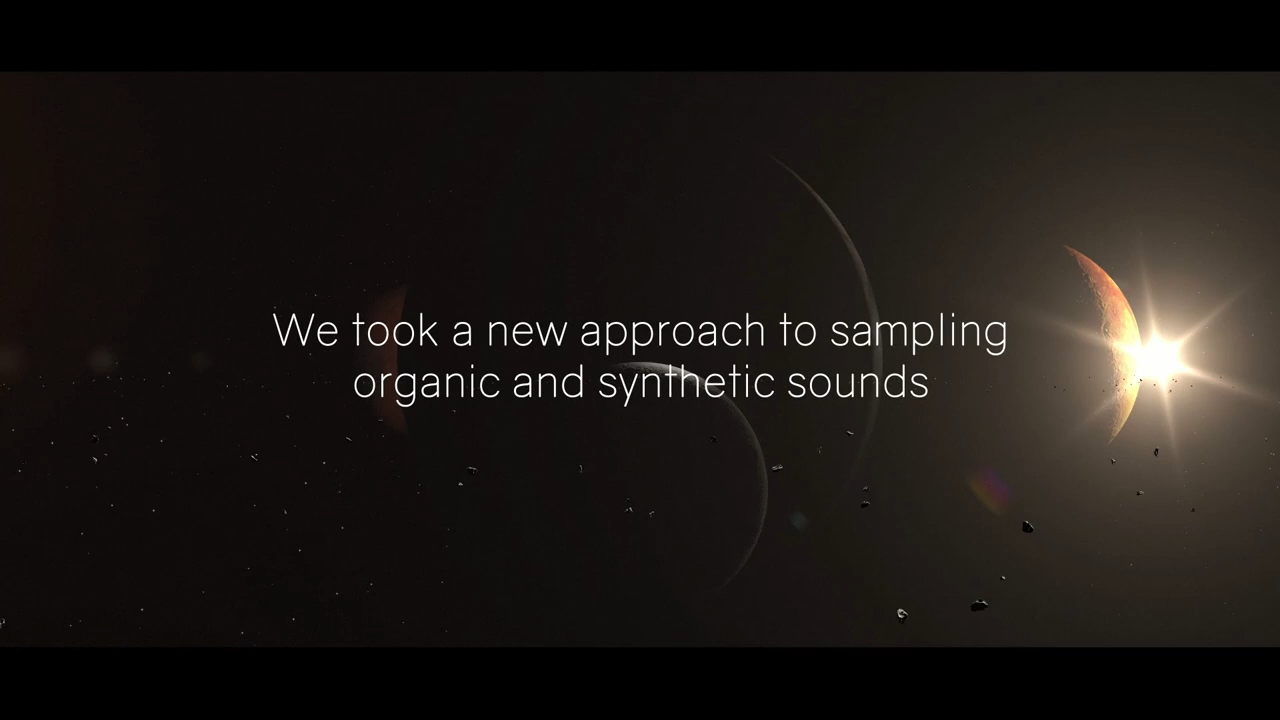 We took a new approach to sampling
organic and synthetic sounds